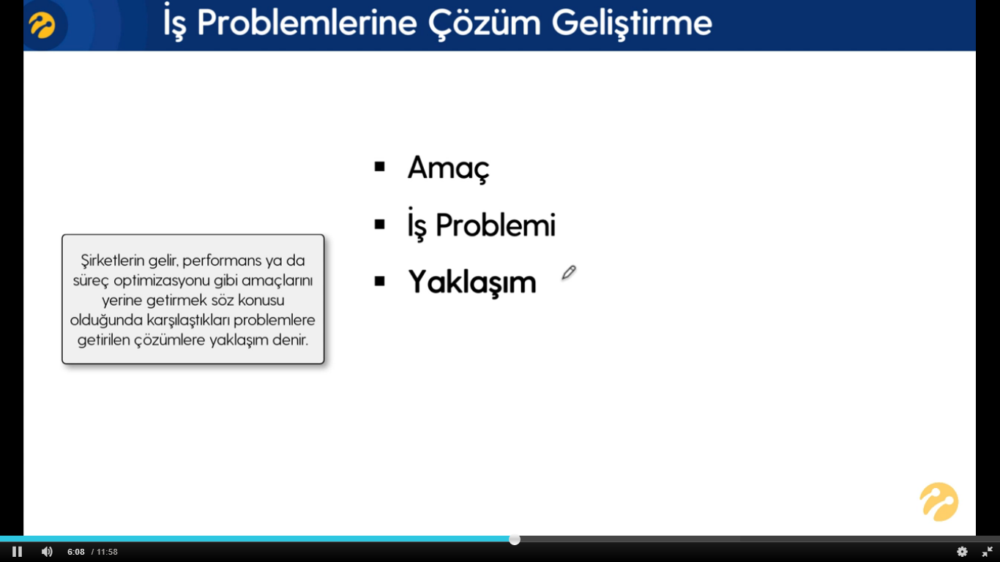 İş Problemlerine Çözüm Geliştirme
Amaç
İş Problemi
Yaklaşım
Şirketlerin gelir, performans ya da
süreç optimizasyonu gibi amaçlarını
yerine getirmek söz konusu
olduğunda karşılaştıkları problemlere
getirilen çözümlere yaklaşım denir.
6:08 / 11:58